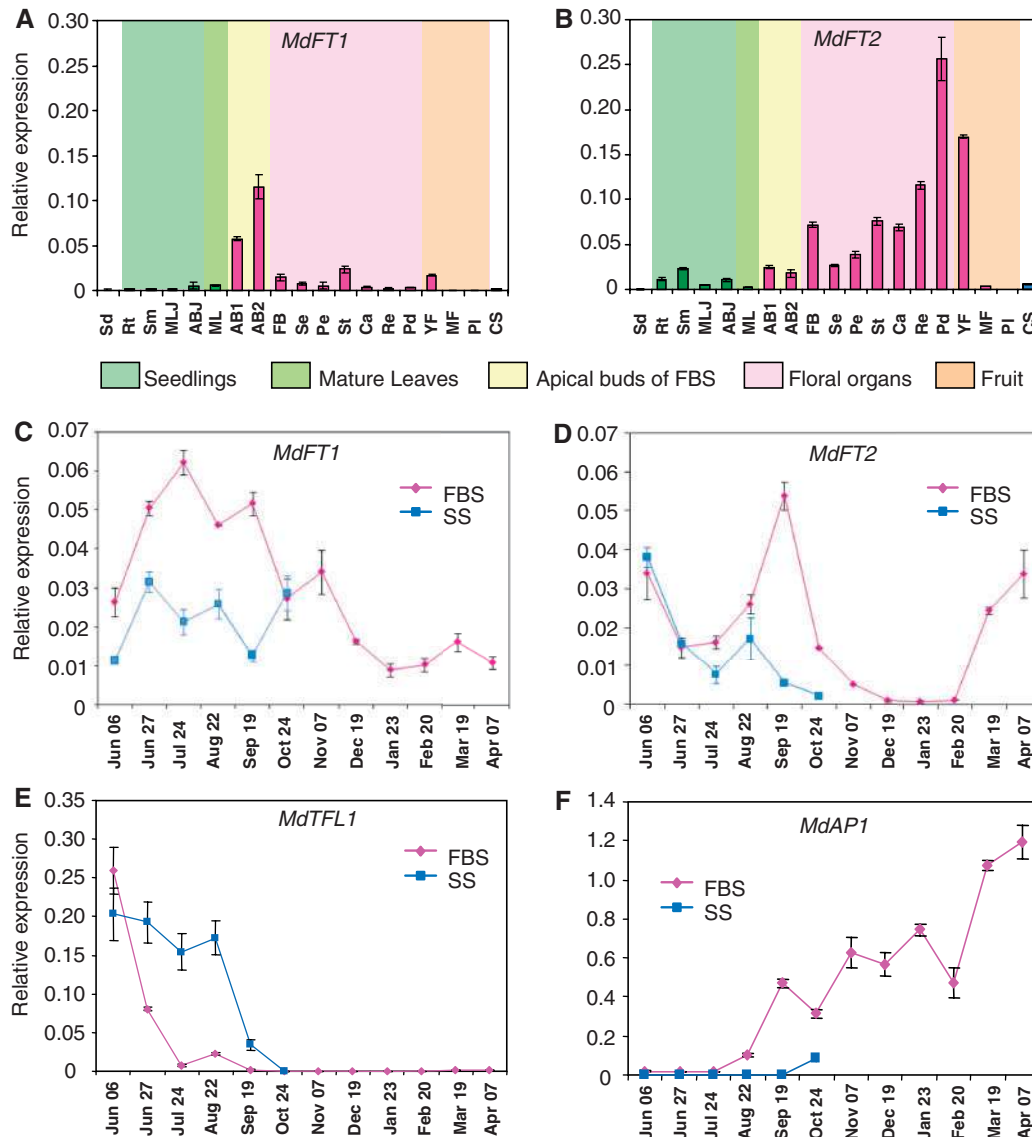 A
MdFT1
Relative expression
0.30
0.25
0.20
0.15
0.10
0.05
0
Sd Rt Sm MLJ ABJ ML AB1 AB2 FB Se Pe St Ca Re Pd YF MF PI CS
B
MdFT2
0.30
0.25
0.20
0.15
0.10
0.05
0
Sd Rt Sm MLJ ABJ ML AB1 AB2 FB Se Pe St Ca Re Pd YF MF PI CS
Seedlings Mature Leaves Apical buds of FBS Floral organs Fruit
C
MdFT1
Relative expression
0.07
0.06
0.05
0.04
0.03
0.02
0.01
0
FBS
SS
Jun 06 Jun 27 Jul 24 Aug 22 Sep 19 Oct 24 Nov 07 Dec 19 Jan 23 Feb 20 Mar 19 Apr 07
D
MdFT2
0.07
0.06
0.05
0.04
0.03
0.02
0.01
0
FBS
SS
Jun 06 Jun 27 Jul 24 Aug 22 Sep 19 Oct 24 Nov 07 Dec 19 Jan 23 Feb 20 Mar 19 Apr 07
E
MdTFL1
Relative expression
0.35
0.30
0.25
0.20
0.15
0.10
0.05
0
FBS
SS
Jun 06 Jun 27 Jul 24 Aug 22 Sep 19 Oct 24 Nov 07 Dec 19 Jan 23 Feb 20 Mar 19 Apr 07
F
MdAP1
1.4
1.2
1.0
0.8
0.6
0.4
0.2
0
FBS
SS
Jun 06 Jun 27 Jul 24 Aug 22 Sep 19 Oct 24 Nov 07 Dec 19 Jan 23 Feb 20 Mar 19 Apr 07